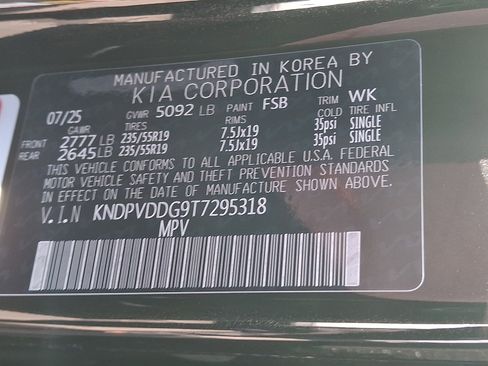 MANUFACTURED IN KOREA BY
KIA CORPORATION
07/25 GVWR 5092 LB PAINT FSB TRIM WK
GAWR TIRES RIMS COLD TIRE INFL
FRONT 2777 LB 235/55R19 7.5Jx19 35psi SINGLE
REAR 2645 LB 235/55R19 7.5Jx19 35psi SINGLE
THIS VEHICLE CONFORMS TO ALL APPLICABLE U.S.A. FEDERAL
MOTOR VEHICLE SAFETY AND THEFT PREVENTION STANDARDS
IN EFFECT ON THE DATE OF MANUFACTURE SHOWN ABOVE.
V.I.N KNDPVDDG9T7295318
MPV